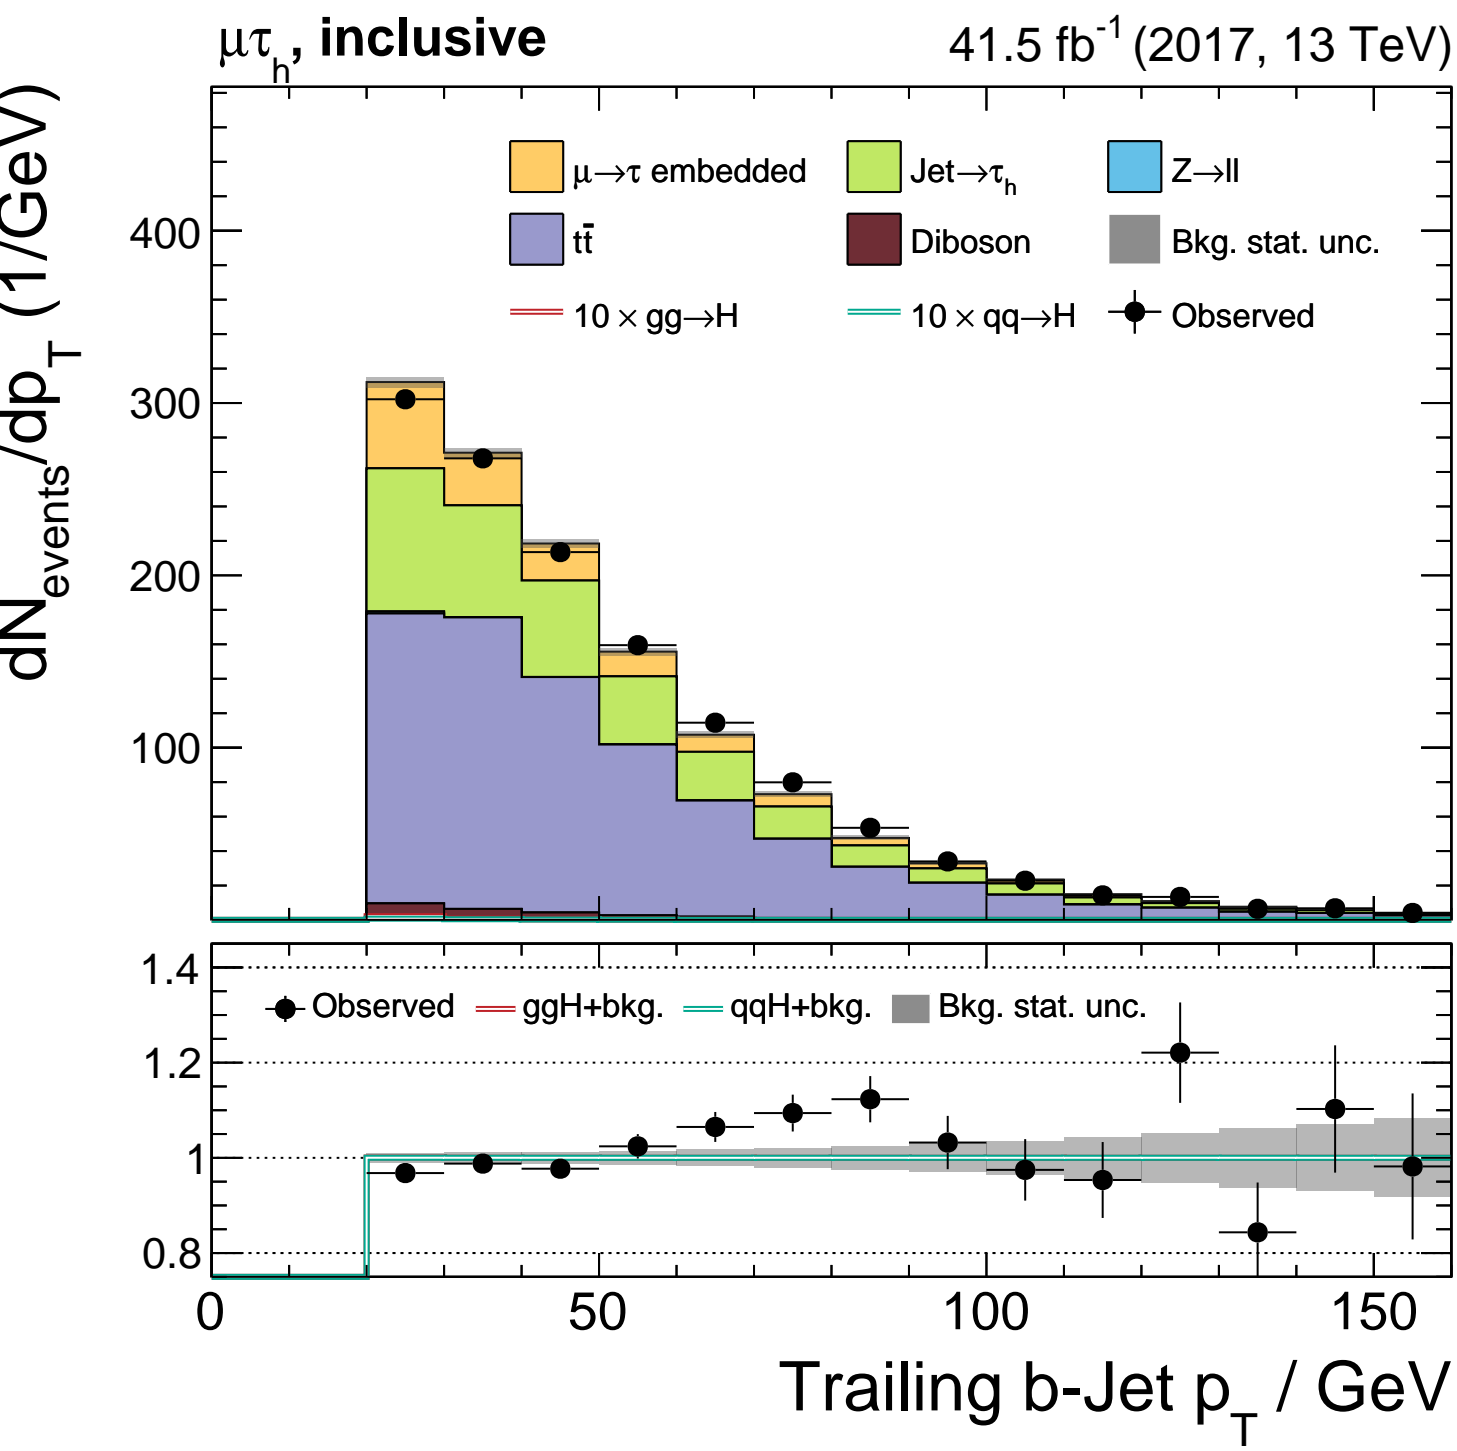 μτh, inclusive
41.5 fb-1 (2017, 13 TeV)
dNevents/dpT (1/GeV)
μ→τ embedded
Jet→τh
Z→ll
tt̄
Diboson
Bkg. stat. unc.
10 × gg→H
10 × qq→H
Observed
400
300
200
100
1.4
Observed
ggH+bkg.
qqH+bkg.
Bkg. stat. unc.
1.2
1
0.8
0
50
100
150
Trailing b-Jet pT / GeV